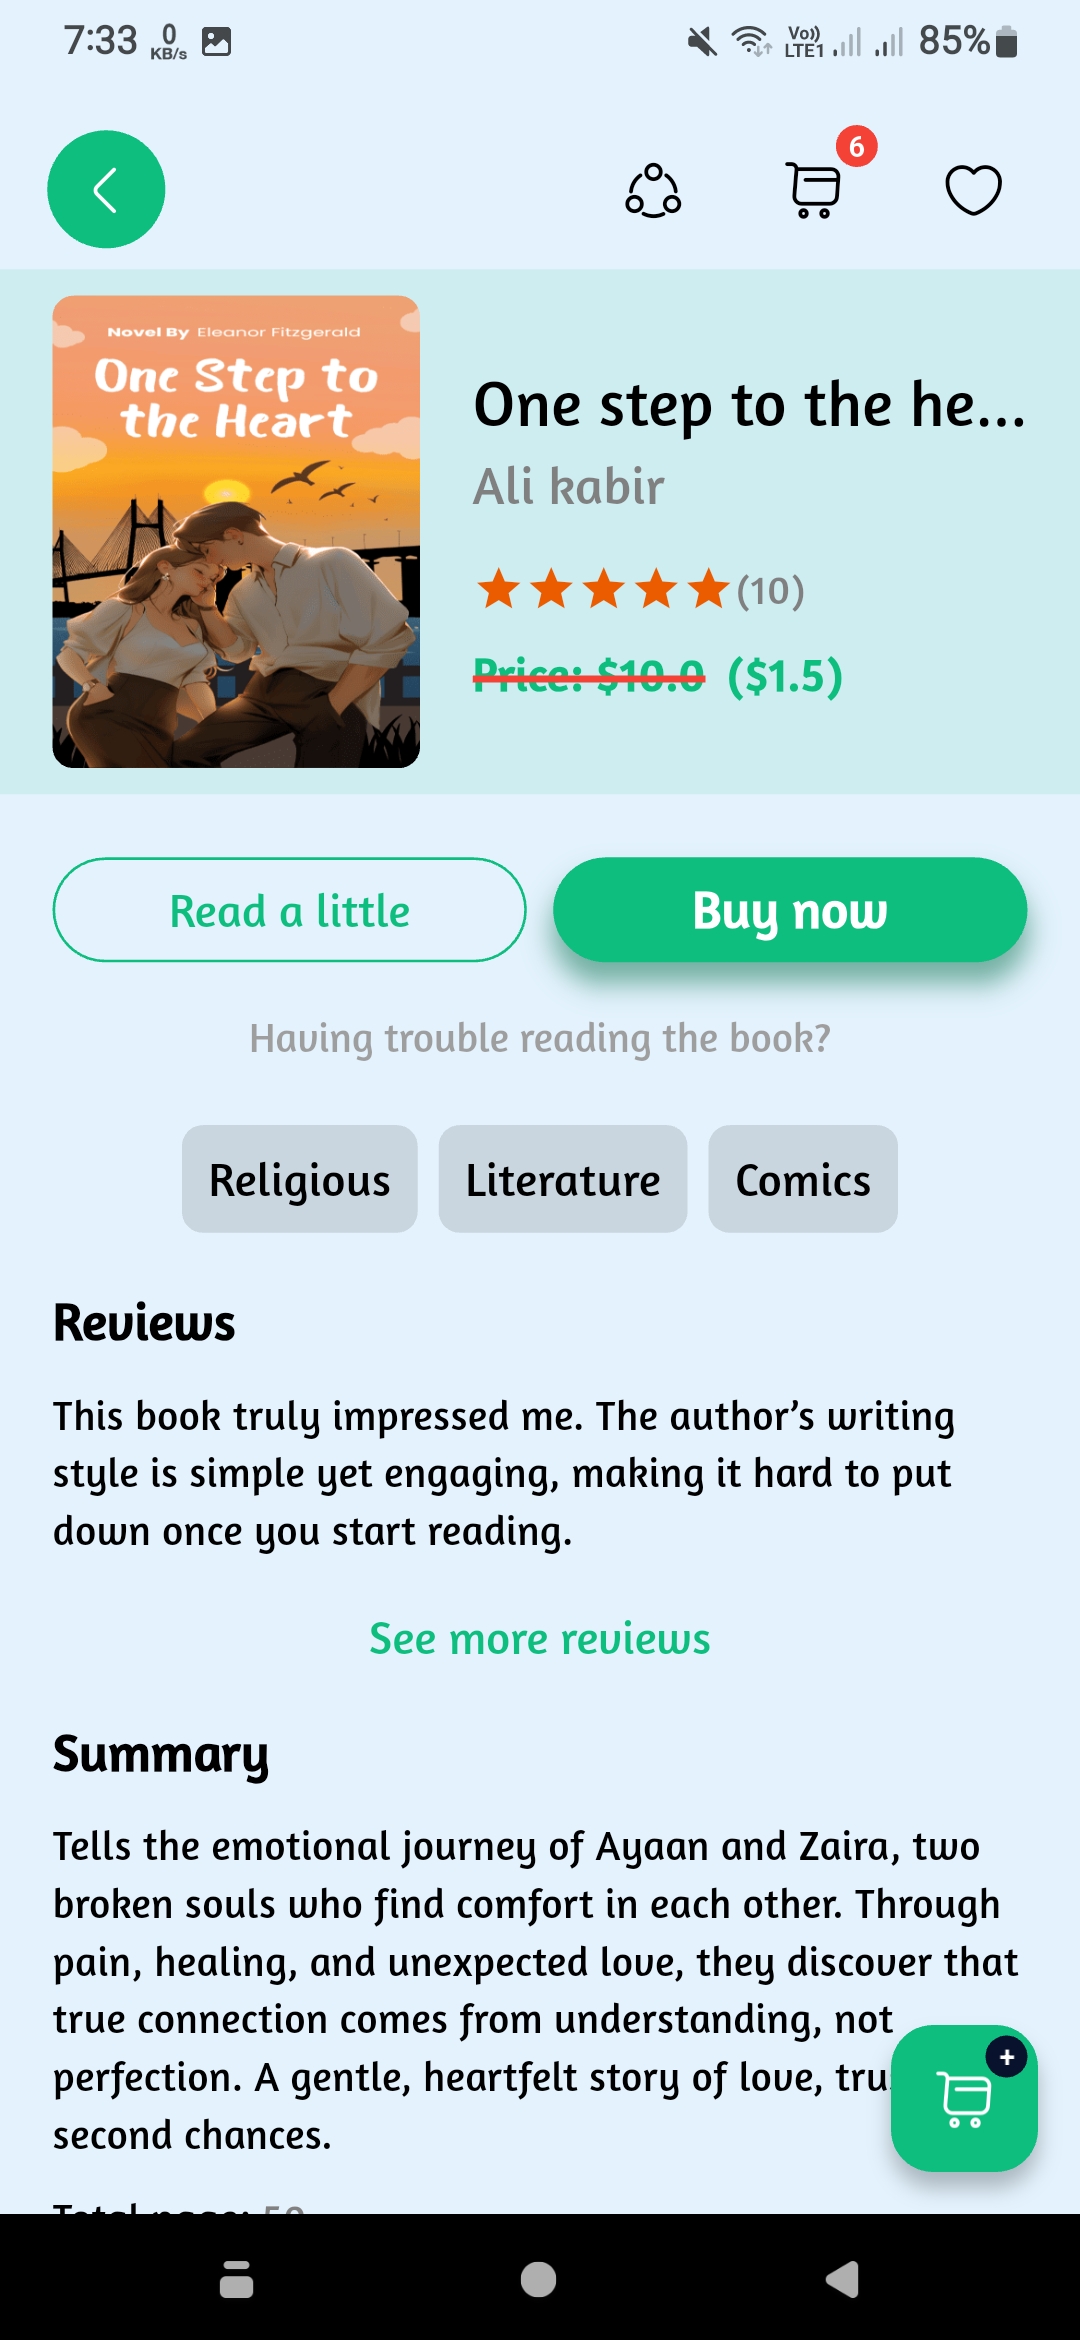 7:33 0 KB/s Vo)) LTE1 85%
6
Novel By Eleanor Fitzgerald
One Step to
the Heart
One step to the he...
Ali kabir
(10)
Price: $10.0 ($1.5)
Read a little
Buy now
Having trouble reading the book?
Religious
Literature
Comics
Reviews
This book truly impressed me. The author’s writing
style is simple yet engaging, making it hard to put
down once you start reading.
See more reviews
Summary
Tells the emotional journey of Ayaan and Zaira, two
broken souls who find comfort in each other. Through
pain, healing, and unexpected love, they discover that
true connection comes from understanding, not
perfection. A gentle, heartfelt story of love,
second chances.
+
Total page: 50